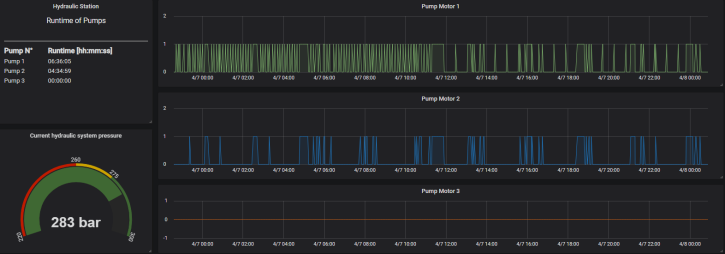 Hydraulic Station
Runtime of Pumps
Pump N° Runtime [hh:mm:ss]
Pump 1 06:36:05
Pump 2 04:34:59
Pump 3 00:00:00
Current hydraulic system pressure
220 260 275 300
283 bar
Pump Motor 1
2
1
0
4/7 00:00 4/7 02:00 4/7 04:00 4/7 06:00 4/7 08:00 4/7 10:00 4/7 12:00 4/7 14:00 4/7 16:00 4/7 18:00 4/7 20:00 4/7 22:00 4/8 00:00
Pump Motor 2
2
1
0
4/7 00:00 4/7 02:00 4/7 04:00 4/7 06:00 4/7 08:00 4/7 10:00 4/7 12:00 4/7 14:00 4/7 16:00 4/7 18:00 4/7 20:00 4/7 22:00 4/8 00:00
Pump Motor 3
1
0
-1
4/7 00:00 4/7 02:00 4/7 04:00 4/7 06:00 4/7 08:00 4/7 10:00 4/7 12:00 4/7 14:00 4/7 16:00 4/7 18:00 4/7 20:00 4/7 22:00 4/8 00:00